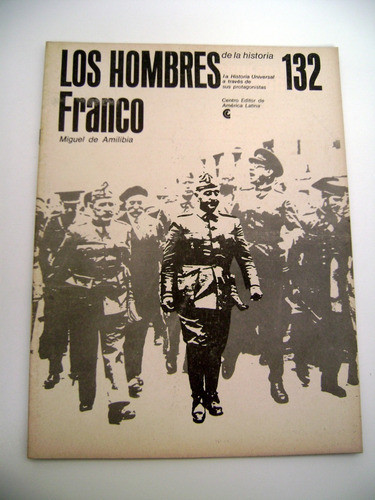 LOS HOMBRES de la historia 132
La Historia Universal
a través de
sus protagonistas
Franco
Centro Editor de
América Latina
Miguel de Amilibia